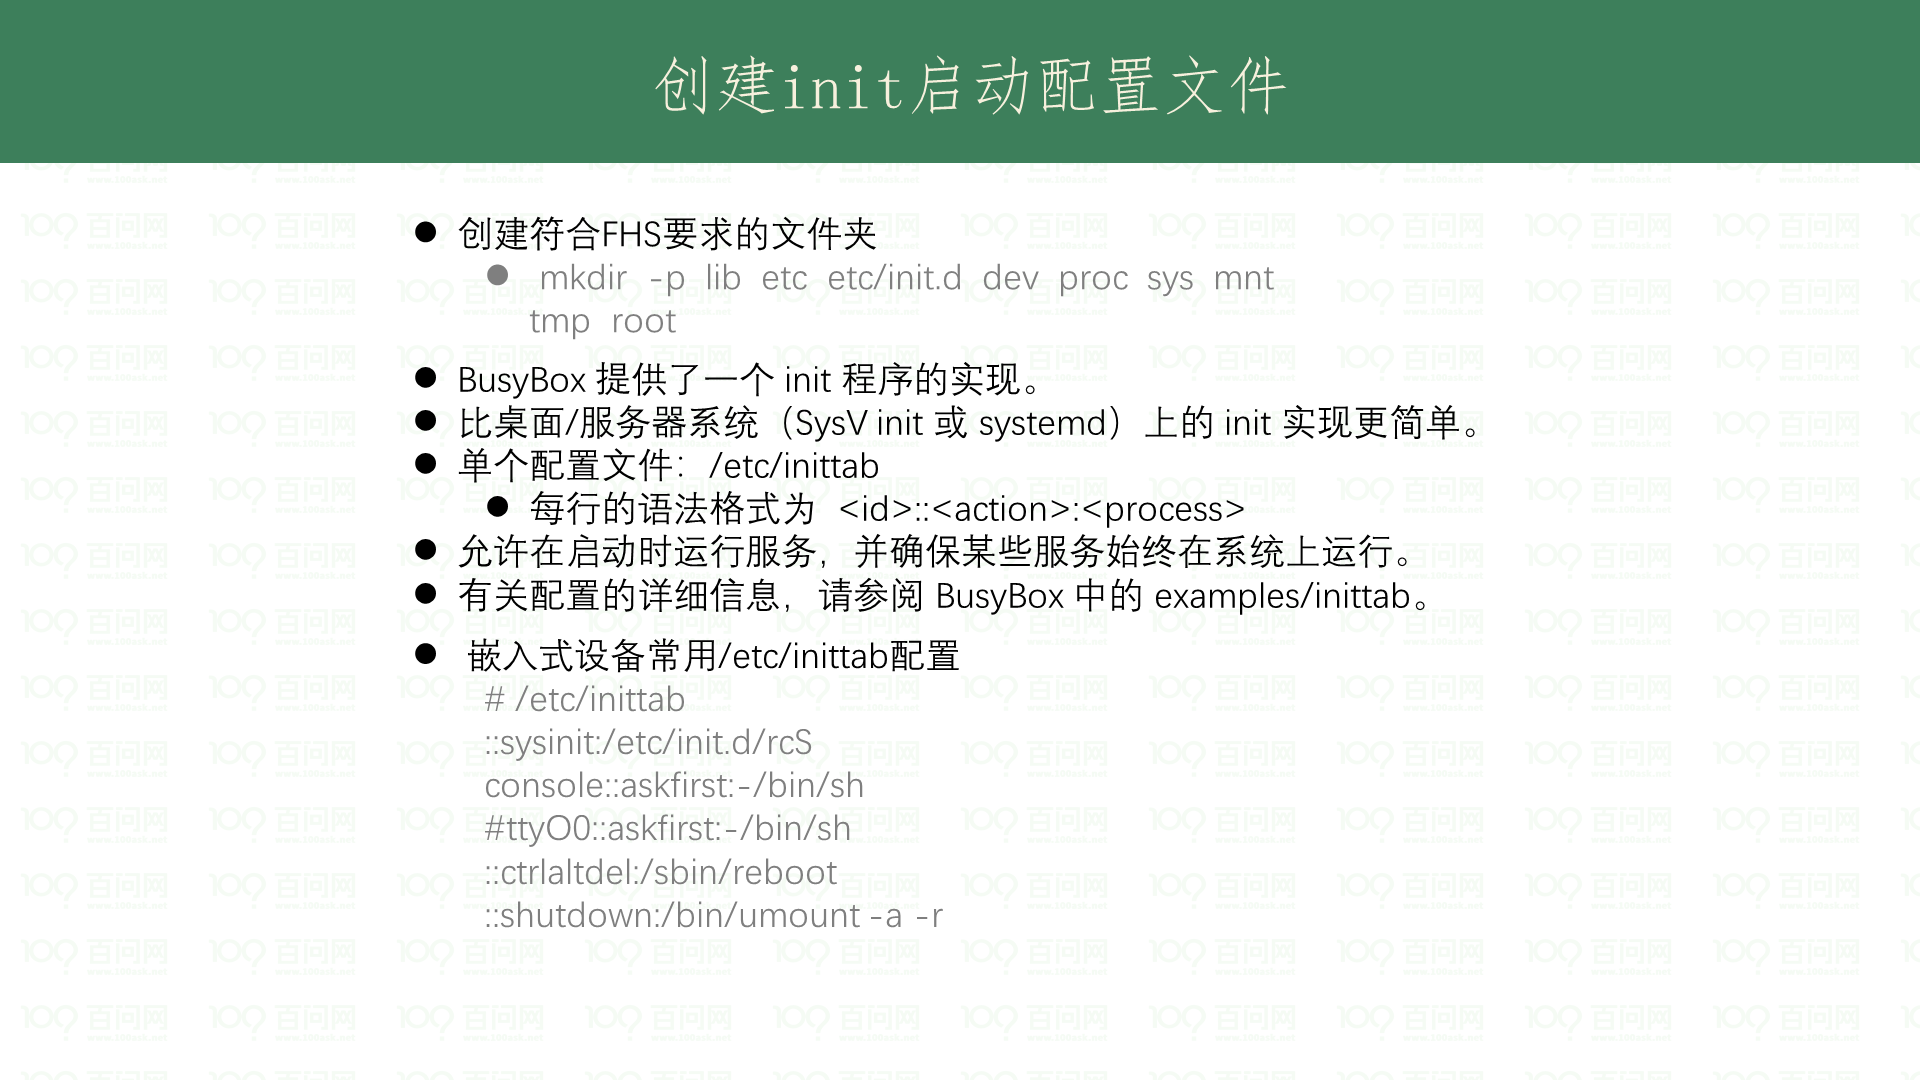 创建init启动配置文件
● 创建符合FHS要求的文件夹
● mkdir -p lib etc etc/init.d dev proc sys mnt
tmp root
● BusyBox 提供了一个 init 程序的实现。
● 比桌面/服务器系统（SysV init 或 systemd）上的 init 实现更简单。
● 单个配置文件：/etc/inittab
● 每行的语法格式为 <id>::<action>:<process>
● 允许在启动时运行服务，并确保某些服务始终在系统上运行。
● 有关配置的详细信息，请参阅 BusyBox 中的 examples/inittab。
● 嵌入式设备常用/etc/inittab配置
# /etc/inittab
::sysinit:/etc/init.d/rcS
console::askfirst:-/bin/sh
#ttyO0::askfirst:-/bin/sh
::ctrlaltdel:/sbin/reboot
::shutdown:/bin/umount -a -r